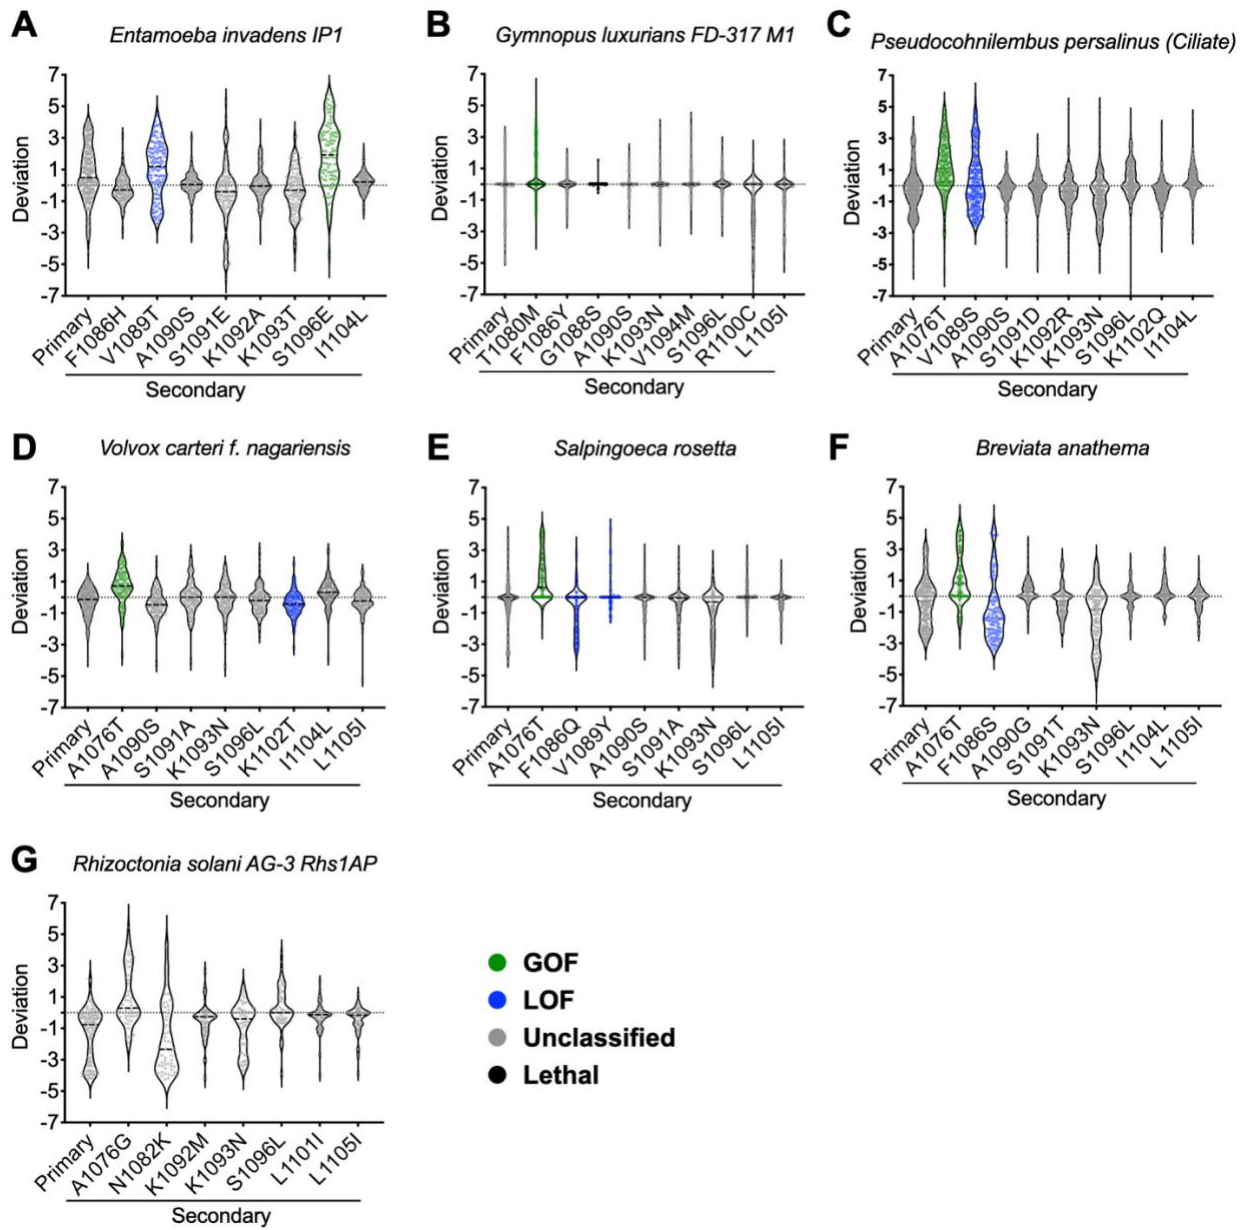 A
Entamoeba invadens IP1
Deviation
7
5
3
1
-1
-3
-5
-7
Primary
F1086H
V1089T
A1090S
S1091E
K1092A
K1093T
S1096E
I1104L
Secondary
B
Gymnopus luxurians FD-317 M1
Deviation
7
5
3
1
-1
-3
-5
-7
Primary
T1080M
F1086Y
G1088S
A1090S
K1093N
V1094M
S1096L
R1100C
L1105I
Secondary
C
Pseudocohnilembus persalinus (Ciliate)
Deviation
7
5
3
1
-1
-3
-5
-7
Primary
A1076T
V1089S
A1090S
S1091D
K1092R
K1093N
S1096L
K1102Q
I1104L
Secondary
D
Volvox carteri f. nagariensis
Deviation
7
5
3
1
-1
-3
-5
-7
Primary
A1076T
A1090S
S1091A
K1093N
S1096L
K1102T
I1104L
L1105I
Secondary
E
Salpingoeca rosetta
Deviation
7
5
3
1
-1
-3
-5
-7
Primary
A1076T
F1086Q
V1089Y
A1090S
S1091A
K1093N
S1096L
L1105I
Secondary
F
Breviata anathema
Deviation
7
5
3
1
-1
-3
-5
-7
Primary
A1076T
F1086S
A1090G
S1091T
K1093N
S1096L
I1104L
L1105I
Secondary
G
Rhizoctonia solani AG-3 Rhs1AP
Deviation
7
5
3
1
-1
-3
-5
-7
Primary
A1076G
N1082K
K1092M
K1093N
S1096L
L1101I
L1105I
Secondary
GOF
LOF
Unclassified
Lethal